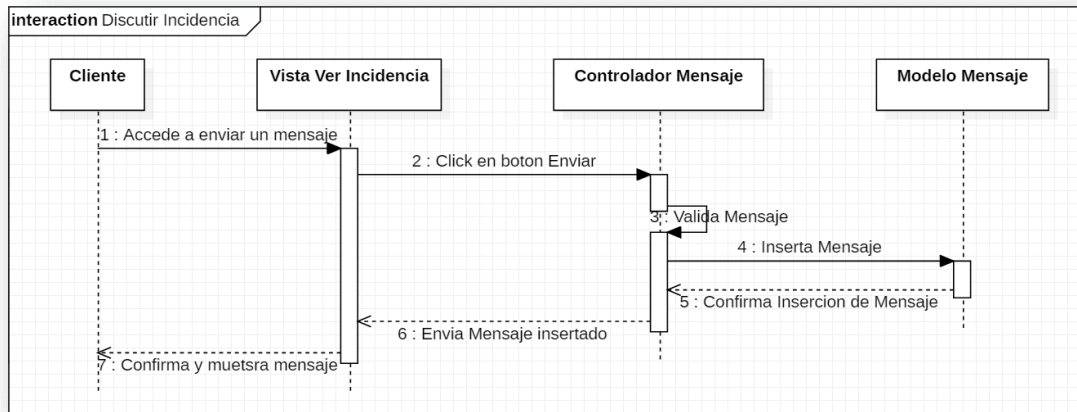 interaction Discutir Incidencia
Cliente
Vista Ver Incidencia
Controlador Mensaje
Modelo Mensaje
1 : Accede a enviar un mensaje
2 : Click en boton Enviar
3 : Valida Mensaje
4 : Inserta Mensaje
5 : Confirma Insercion de Mensaje
6 : Envia Mensaje insertado
7 : Confirma y muetsra mensaje